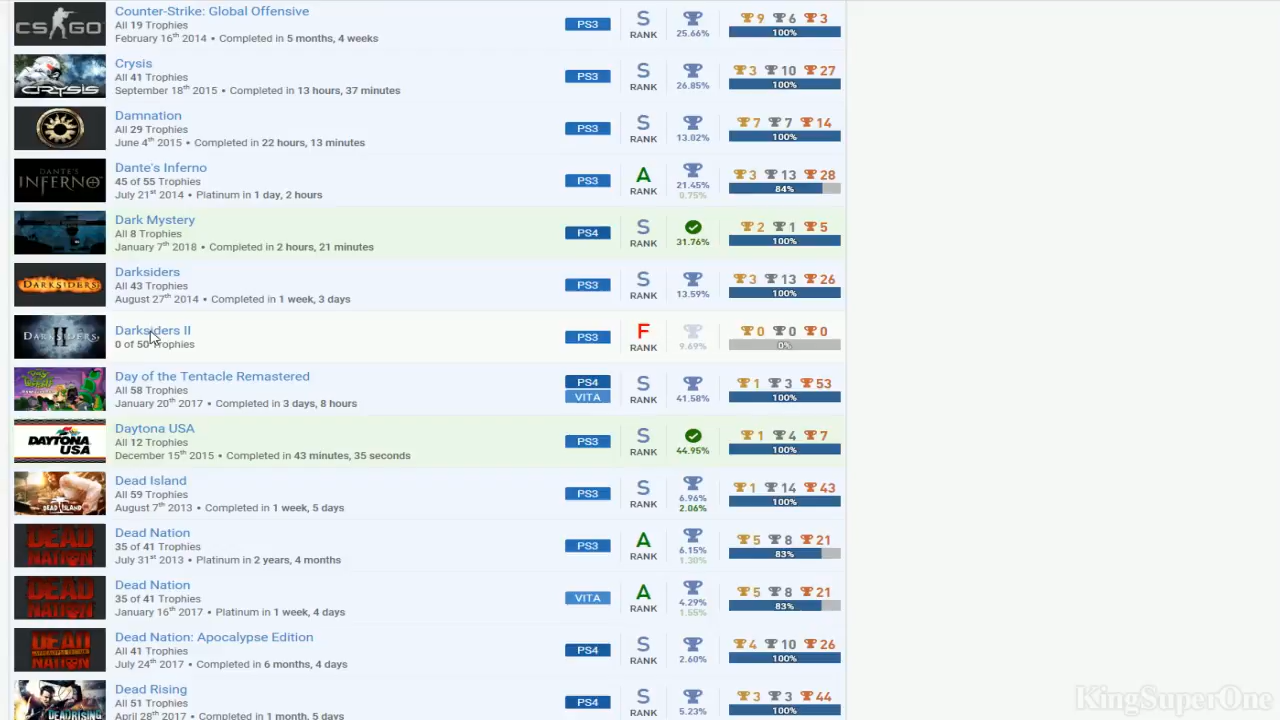 CS GO
Counter-Strike: Global Offensive
All 19 Trophies
February 16th 2014 • Completed in 5 months, 4 weeks
PS3
S
RANK
25.66%
9 6 3
100%
CRYSIS
Crysis
All 41 Trophies
September 18th 2015 • Completed in 13 hours, 37 minutes
PS3
S
RANK
26.85%
3 10 27
100%
Damnation
All 29 Trophies
June 4th 2015 • Completed in 22 hours, 13 minutes
PS3
S
RANK
13.02%
7 7 14
100%
DANTE'S
INFERNO
Dante's Inferno
45 of 55 Trophies
July 21st 2014 • Platinum in 1 day, 2 hours
PS3
A
RANK
21.45%
9.75%
3 13 28
84%
Dark Mystery
All 8 Trophies
January 7th 2018 • Completed in 2 hours, 21 minutes
PS4
S
RANK
31.76%
2 1 5
100%
DARKSIDERS
Darksiders
All 43 Trophies
August 27th 2014 • Completed in 1 week, 3 days
PS3
S
RANK
13.59%
3 13 26
100%
DARKSIDERS
II
Darksiders II
0 of 50 Trophies
PS3
F
RANK
9.69%
0 0 0
0%
Day of the Tentacle Remastered
All 58 Trophies
January 20th 2017 • Completed in 3 days, 8 hours
PS4
VITA
S
RANK
41.58%
1 3 53
100%
DAYTONA
USA
Daytona USA
All 12 Trophies
December 15th 2015 • Completed in 43 minutes, 35 seconds
PS3
S
RANK
44.95%
1 4 7
100%
DEAD ISLAND
Dead Island
All 59 Trophies
August 7th 2013 • Completed in 1 week, 5 days
PS3
S
RANK
6.96%
2.06%
1 14 43
100%
DEAD
NATION
Dead Nation
35 of 41 Trophies
July 31st 2013 • Platinum in 2 years, 4 months
PS3
A
RANK
6.15%
1.30%
5 8 21
83%
DEAD
NATION
Dead Nation
35 of 41 Trophies
January 16th 2017 • Platinum in 1 week, 4 days
VITA
A
RANK
4.29%
1.55%
5 8 21
83%
DEAD
APOCALYPSE EDITION
NATION
Dead Nation: Apocalypse Edition
All 41 Trophies
July 24th 2017 • Completed in 6 months, 4 days
PS4
S
RANK
2.60%
4 10 26
100%
DEADRISING
Dead Rising
All 51 Trophies
April 28th 2017 • Completed in 1 month, 5 days
PS4
S
RANK
5.23%
3 3 44
100%
KingSuperOne